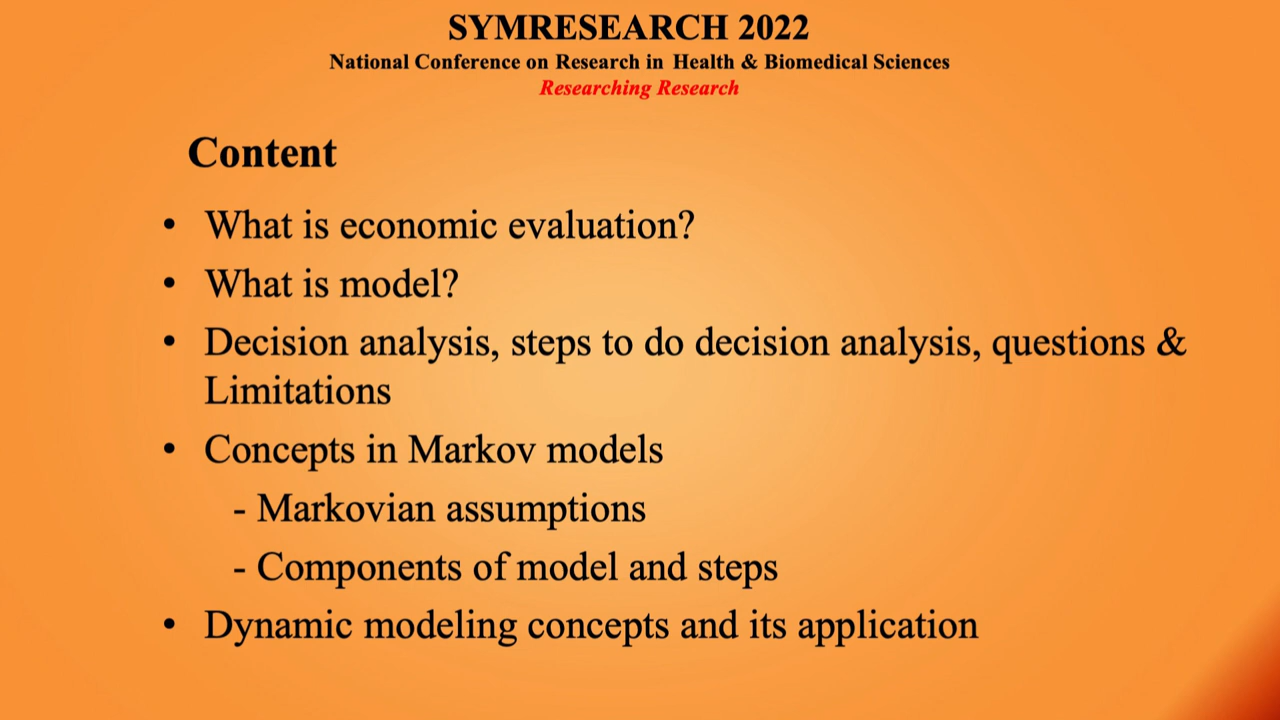 SYMRESEARCH 2022
National Conference on Research in Health & Biomedical Sciences
Researching Research
Content
• What is economic evaluation?
• What is model?
• Decision analysis, steps to do decision analysis, questions &
Limitations
• Concepts in Markov models
- Markovian assumptions
- Components of model and steps
• Dynamic modeling concepts and its application